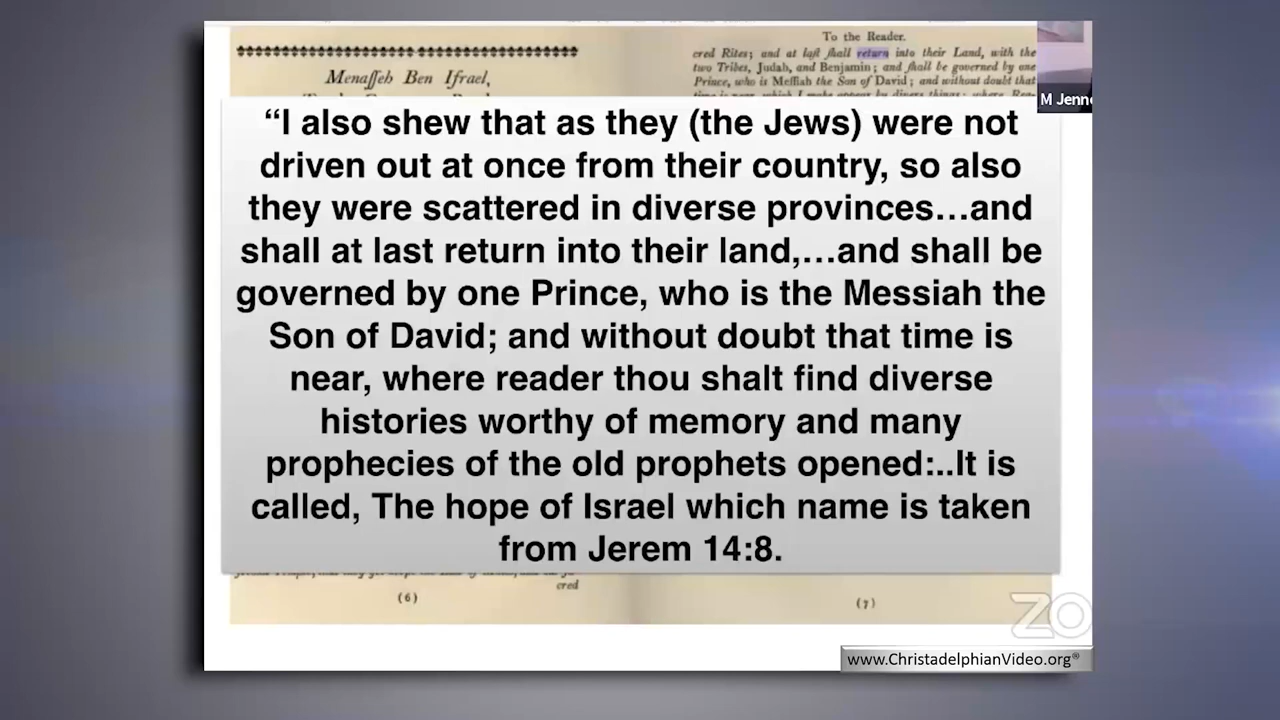 Menaſſeh Ben Iſrael,
To the Reader.
cred Rites; and at laſt ſhall return into their Land, with the
two Tribes, Judah, and Benjamin; and ſhall be governed by one
Prince, who is Meſſiah the Son of David; and without doubt that
M Jenn
“I also shew that as they (the Jews) were not
driven out at once from their country, so also
they were scattered in diverse provinces...and
shall at last return into their land,...and shall be
governed by one Prince, who is the Messiah the
Son of David; and without doubt that time is
near, where reader thou shalt find diverse
histories worthy of memory and many
prophecies of the old prophets opened:..It is
called, The hope of Israel which name is taken
from Jerem 14:8.
cred
(6)
(7)
ZO
www.ChristadelphianVideo.org®